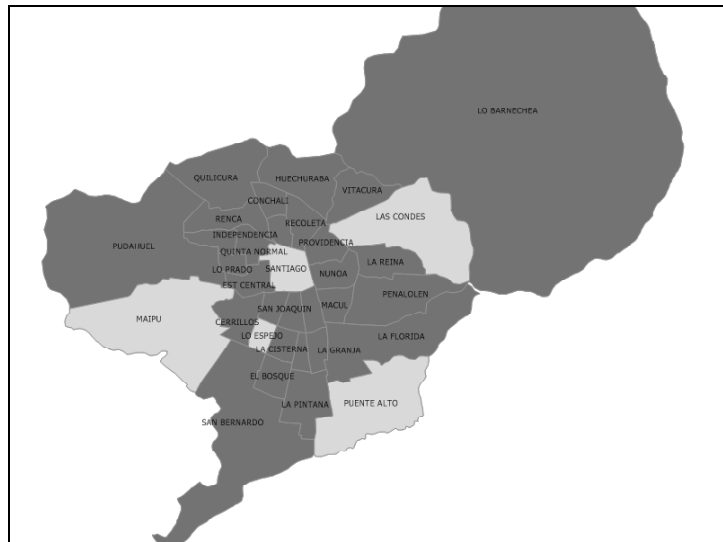 LO BARNECHEA
QUILICURA
HUECHURABA
VITACURA
CONCHALI
LAS CONDES
RENCA
RECOLETA
INDEPENDENCIA
PROVIDENCIA
PUDAHUEL
QUINTA NORMAL
LA REINA
LO PRADO
SANTIAGO
NUNOA
EST CENTRAL
PENALOLEN
SAN JOAQUIN
MACUL
MAIPU
CERRILLOS
LO ESPEJO
LA FLORIDA
LA CISTERNA
LA GRANJA
EL BOSQUE
LA PINTANA
PUENTE ALTO
SAN BERNARDO